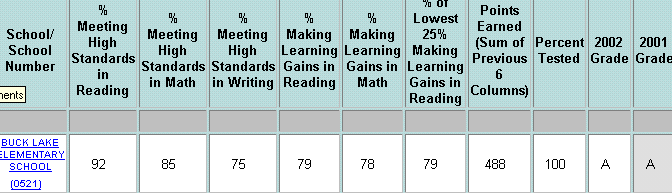 School/
School
Number
%
Meeting
High
Standards
in
Reading
%
Meeting
High
Standards
in Math
%
Meeting
High
Standards
in Writing
%
Making
Learning
Gains in
Reading
%
Making
Learning
Gains in
Math
% of
Lowest
25%
Making
Learning
Gains in
Reading
Points
Earned
(Sum of
Previous
6
Columns)
Percent
Tested
2002
Grade
2001
Grade
BUCK LAKE
ELEMENTARY
SCHOOL
(0521)
92
85
75
79
78
79
488
100
A
A